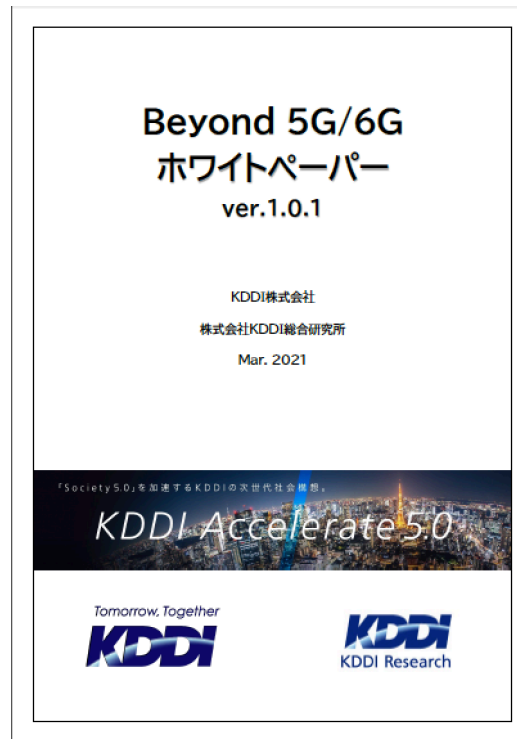 Beyond 5G/6G
ホワイトペーパー
ver.1.0.1
KDDI株式会社
株式会社KDDI総合研究所
Mar. 2021
「Society 5.0」を加速するKDDIの次世代社会構想。
KDDI Accelerate 5.0
Tomorrow, Together
KDDI
KDDI
KDDI Research